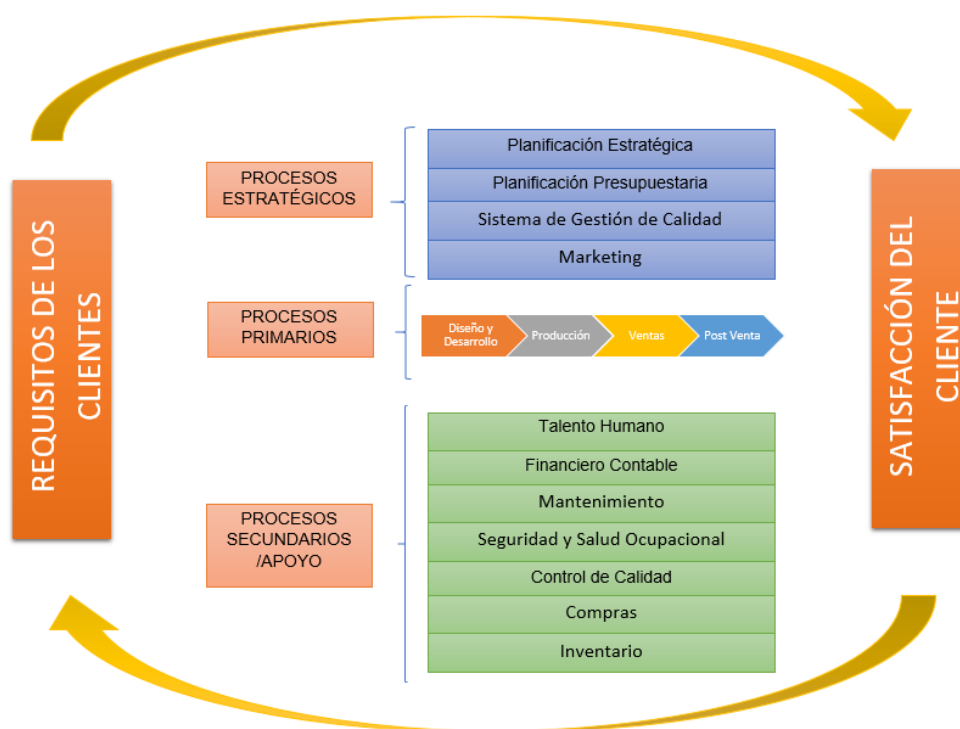 REQUISITOS DE LOS
CLIENTES
PROCESOS
ESTRATÉGICOS
Planificación Estratégica
Planificación Presupuestaria
Sistema de Gestión de Calidad
Marketing
PROCESOS
PRIMARIOS
Diseño y
Desarrollo
Producción
Ventas
Post Venta
PROCESOS
SECUNDARIOS
/APOYO
Talento Humano
Financiero Contable
Mantenimiento
Seguridad y Salud Ocupacional
Control de Calidad
Compras
Inventario
SATISFACCIÓN DEL
CLIENTE